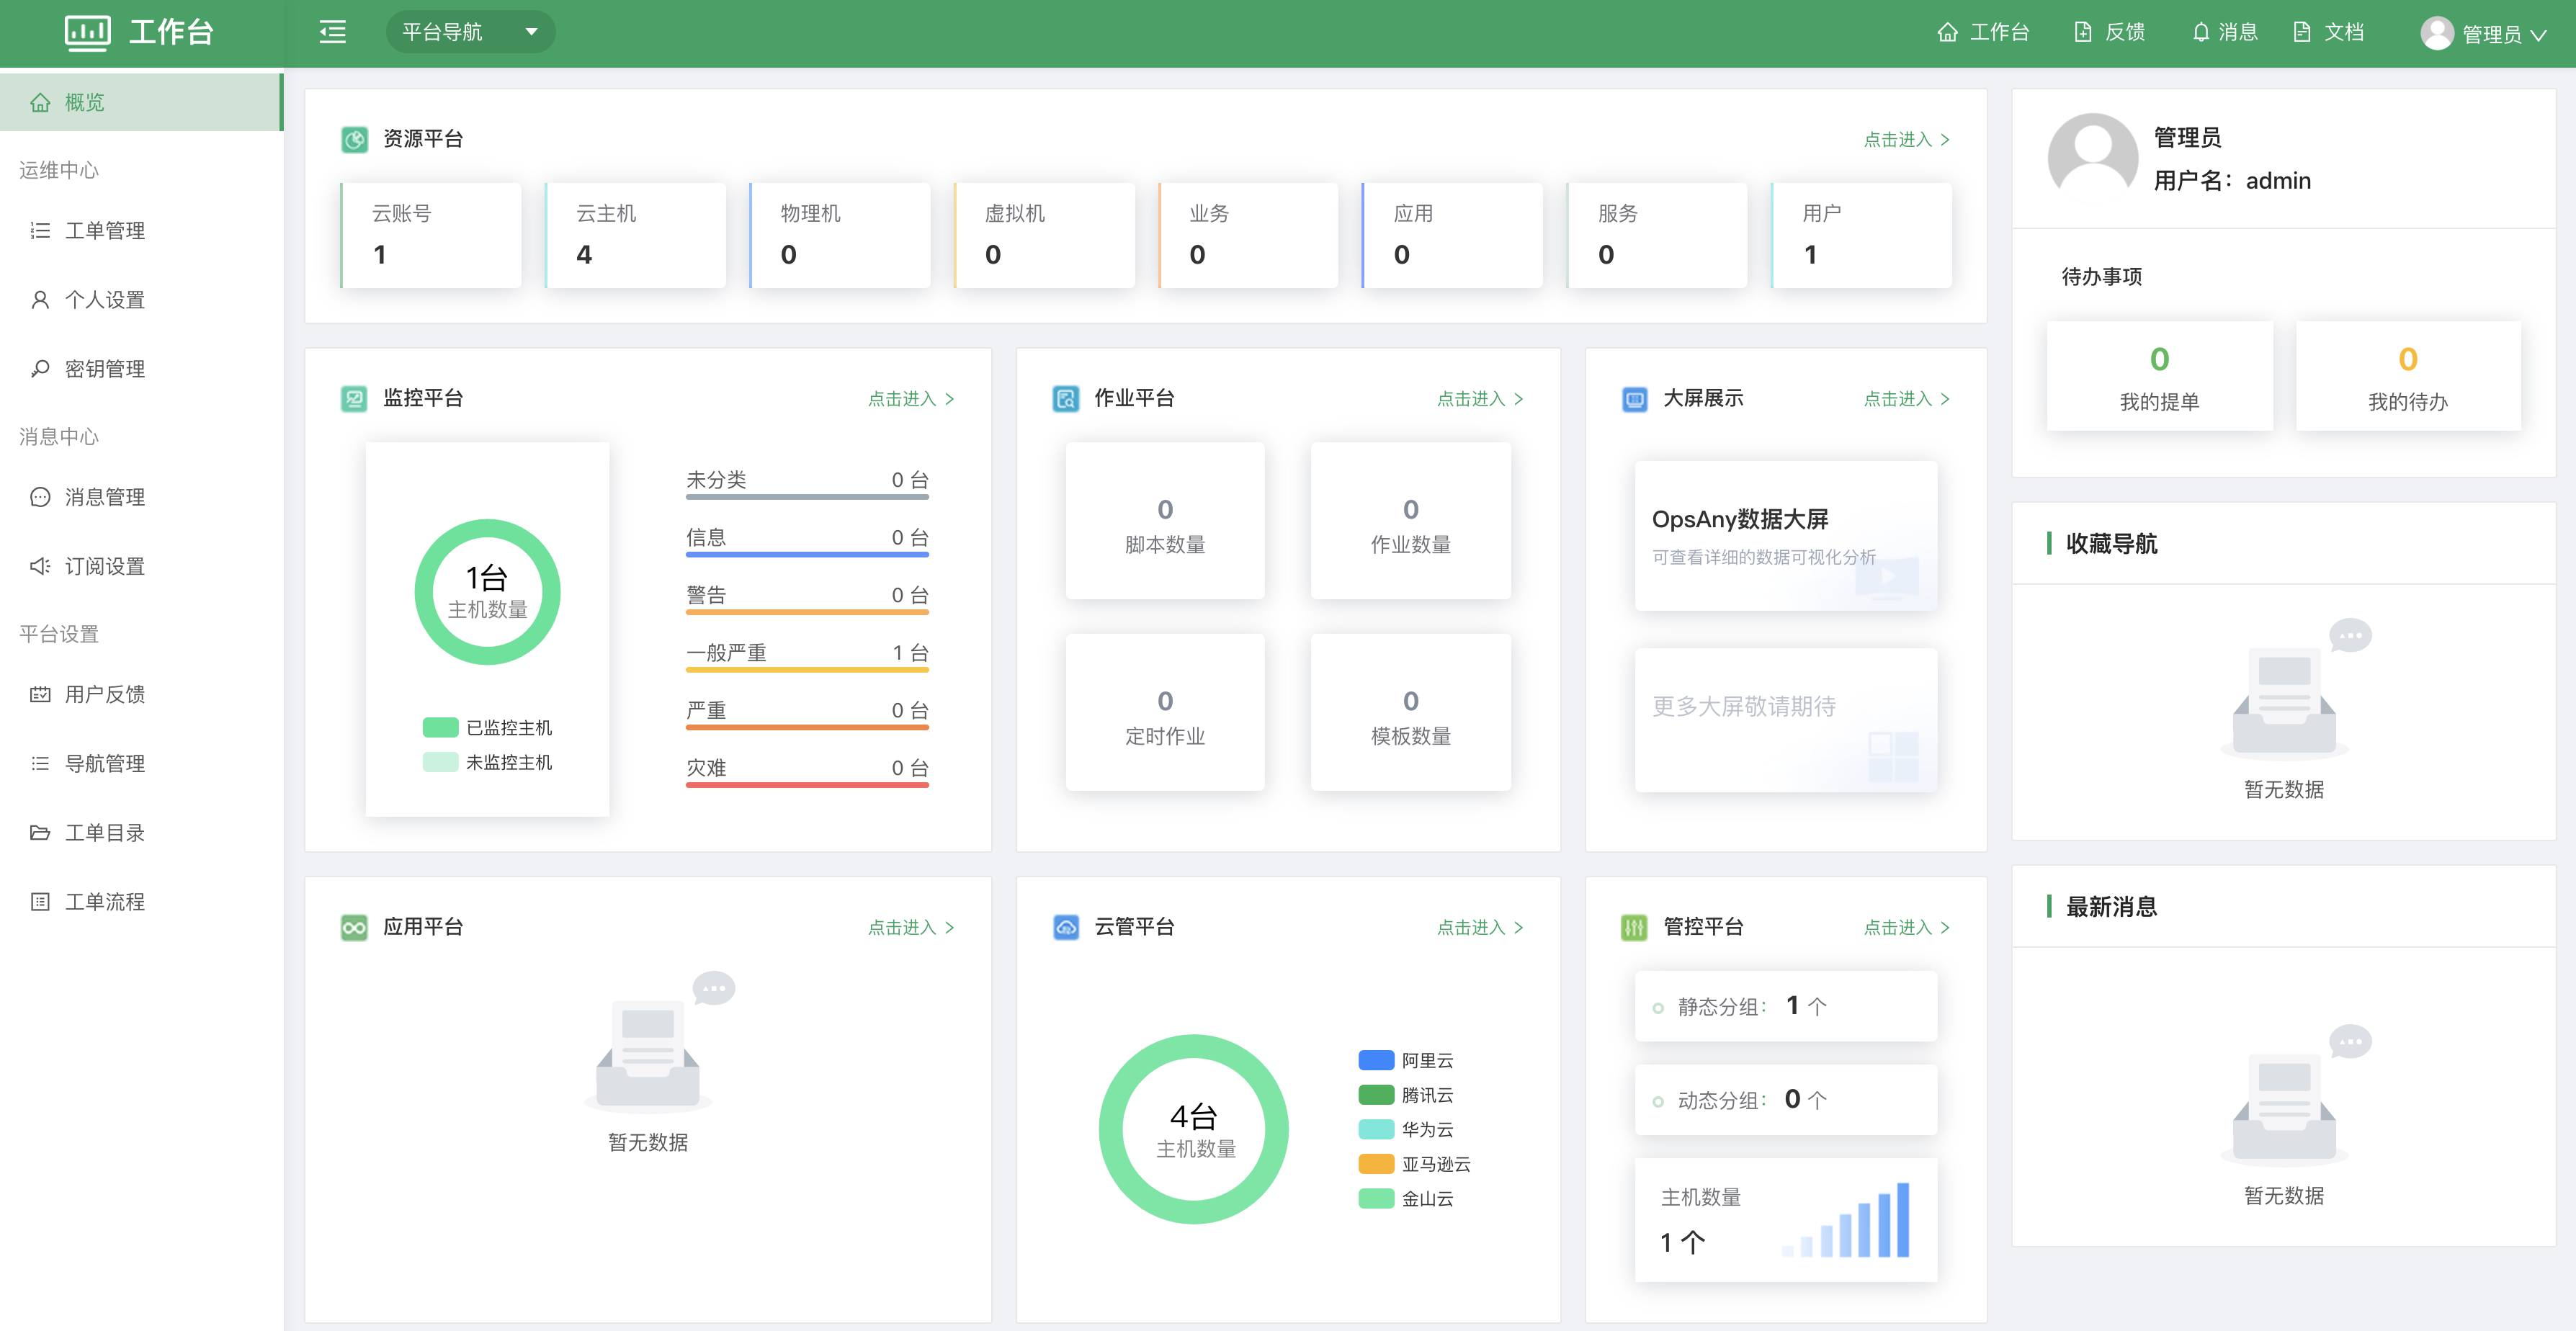 工作台
平台导航
工作台
反馈
消息
文档
管理员
概览
运维中心
工单管理
个人设置
密钥管理
消息中心
消息管理
订阅设置
平台设置
用户反馈
导航管理
工单目录
工单流程
资源平台
点击进入 >
云账号
1
云主机
4
物理机
0
虚拟机
0
业务
0
应用
0
服务
0
用户
1
监控平台
点击进入 >
1台
主机数量
已监控主机
未监控主机
未分类 0 台
信息 0 台
警告 0 台
一般严重 1 台
严重 0 台
灾难 0 台
作业平台
点击进入 >
0
脚本数量
0
作业数量
0
定时作业
0
模板数量
大屏展示
点击进入 >
OpsAny数据大屏
可查看详细的数据可视化分析
更多大屏敬请期待
应用平台
点击进入 >
暂无数据
云管平台
点击进入 >
4台
主机数量
阿里云
腾讯云
华为云
亚马逊云
金山云
管控平台
点击进入 >
静态分组: 1 个
动态分组: 0 个
主机数量
1 个
管理员
用户名：admin
待办事项
0
我的提单
0
我的待办
收藏导航
暂无数据
最新消息
暂无数据